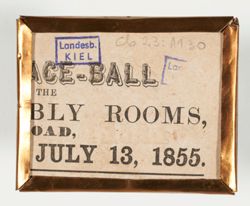 Landesb.
KIEL
ACE-BALL
THE
BLY ROOMS,
OAD,
JULY 13, 1855.